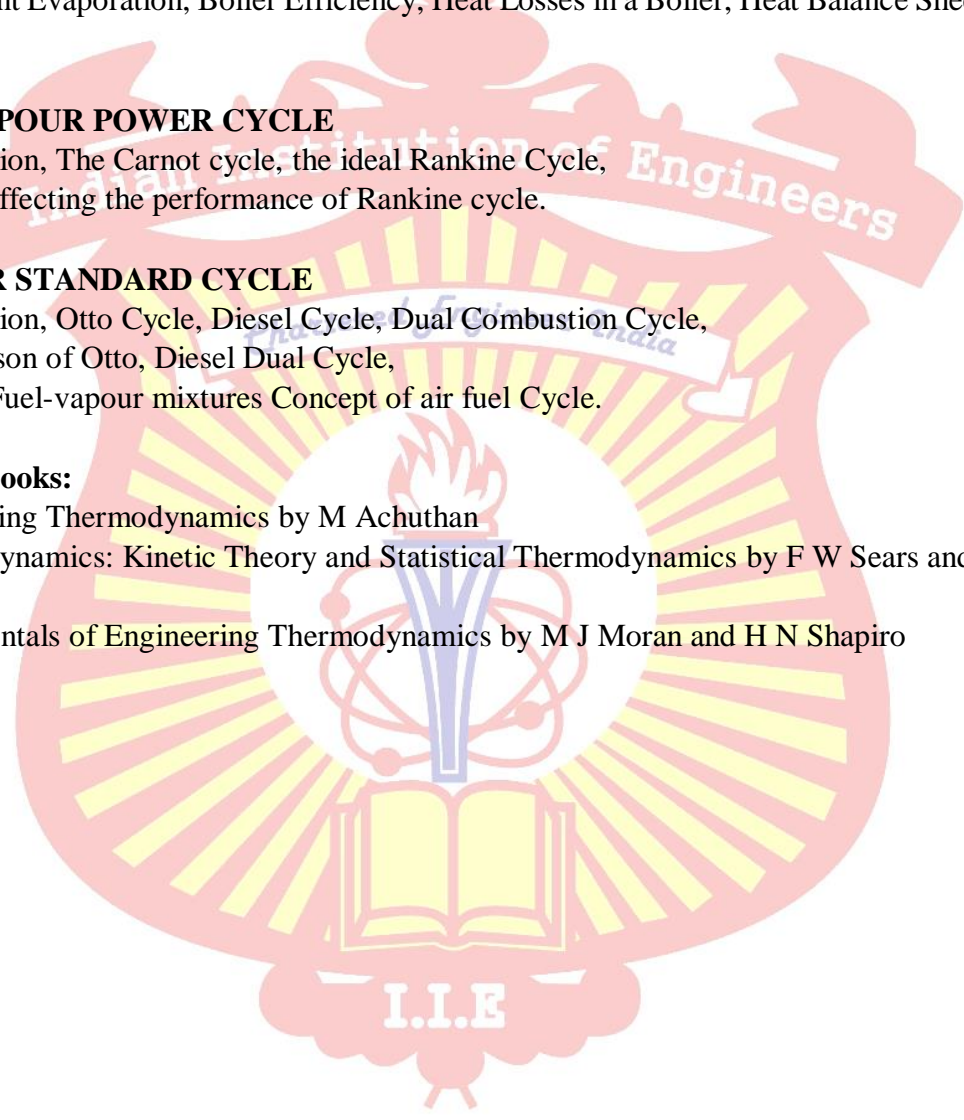 nt Evaporation, Boiler Efficiency, Heat Losses in a Boiler, Heat Balance Shee
POUR POWER CYCLE
ion, The Carnot cycle, the ideal Rankine Cycle,
ffecting the performance of Rankine cycle.
R STANDARD CYCLE
ion, Otto Cycle, Diesel Cycle, Dual Combustion Cycle,
son of Otto, Diesel Dual Cycle,
Fuel-vapour mixtures Concept of air fuel Cycle.
ooks:
ing Thermodynamics by M Achuthan
ynamics: Kinetic Theory and Statistical Thermodynamics by F W Sears and
ntals of Engineering Thermodynamics by M J Moran and H N Shapiro
Indian Institution of Engineers
Chartered Engineers India
I.I.E